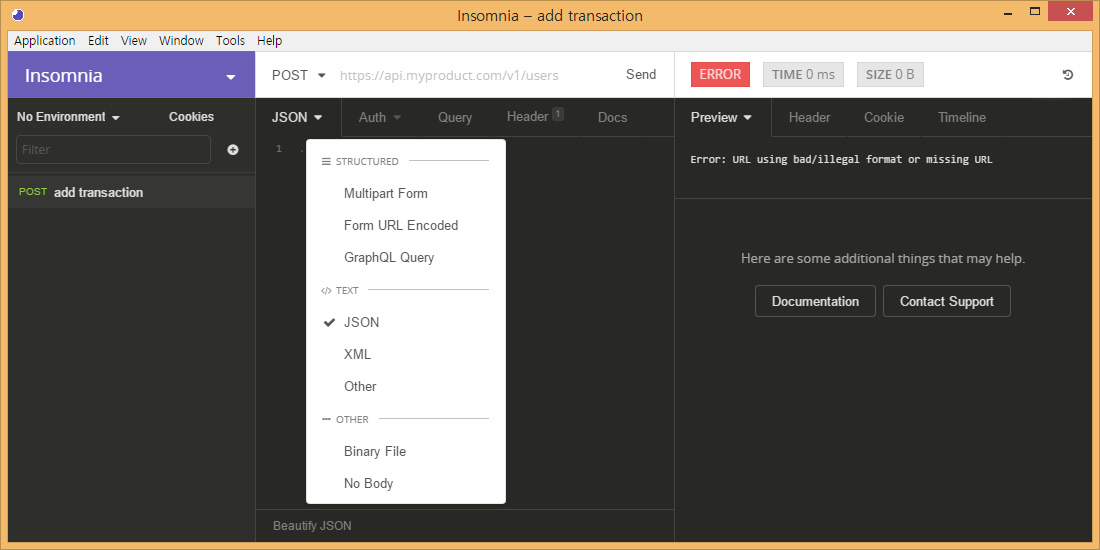 Insomnia – add transaction
Application Edit View Window Tools Help
Insomnia
POST https://api.myproduct.com/v1/users Send
ERROR TIME 0 ms SIZE 0 B
No Environment Cookies
Filter
POST add transaction
JSON Auth Query Header 1 Docs
1
STRUCTURED
Multipart Form
Form URL Encoded
GraphQL Query
TEXT
JSON
XML
Other
OTHER
Binary File
No Body
Beautify JSON
Preview Header Cookie Timeline
Error: URL using bad/illegal format or missing URL
Here are some additional things that may help.
Documentation Contact Support